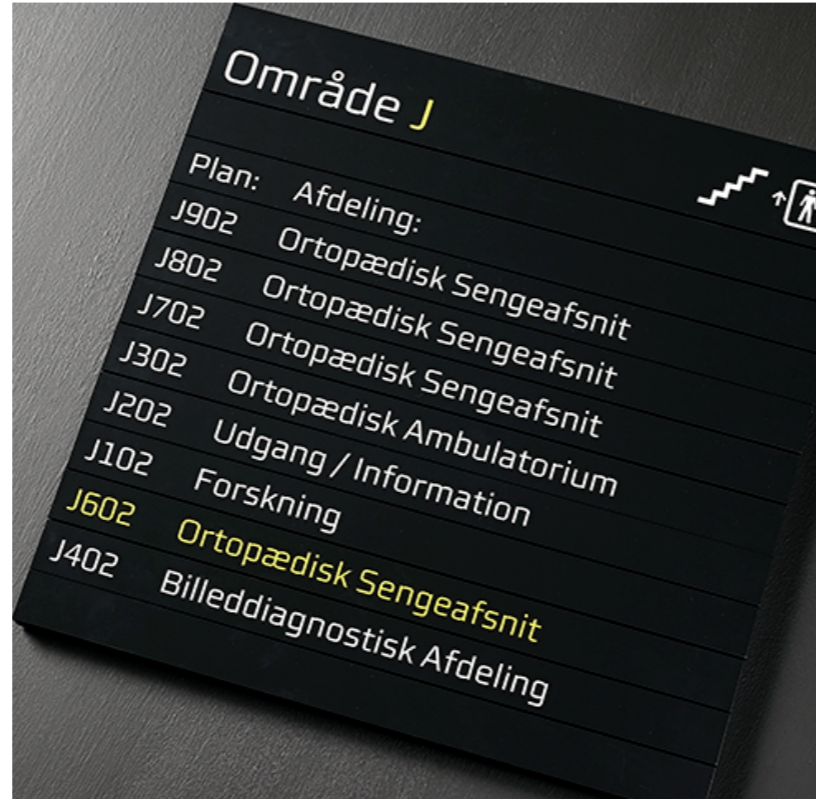 Område J
Plan: Afdeling:
J902 Ortopædisk Sengeafsnit
J802 Ortopædisk Sengeafsnit
J702 Ortopædisk Sengeafsnit
J302 Ortopædisk Ambulatorium
J202 Udgang / Information
J102 Forskning
J602 Ortopædisk Sengeafsnit
J402 Billeddiagnostisk Afdeling